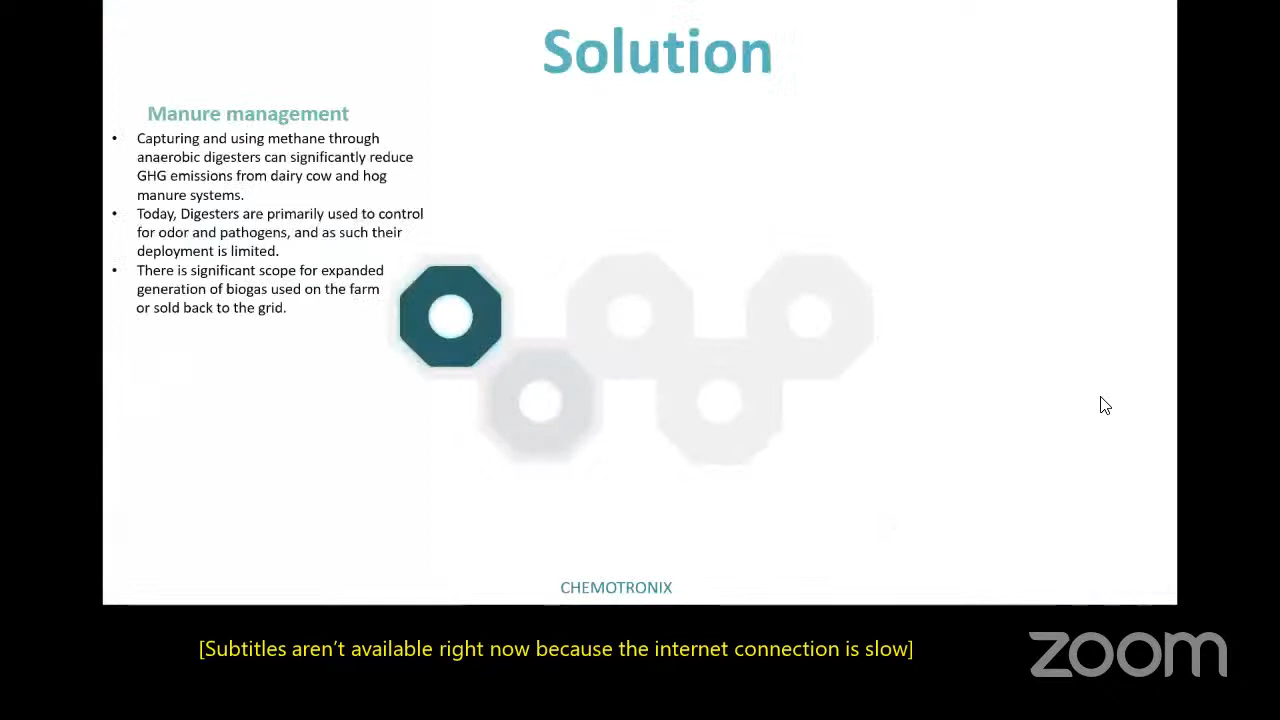 Solution
Manure management
• Capturing and using methane through
anaerobic digesters can significantly reduce
GHG emissions from dairy cow and hog
manure systems.
• Today, Digesters are primarily used to control
for odor and pathogens, and as such their
deployment is limited.
• There is significant scope for expanded
generation of biogas used on the farm
or sold back to the grid.
CHEMOTRONIX
[Subtitles aren’t available right now because the internet connection is slow]
zoom